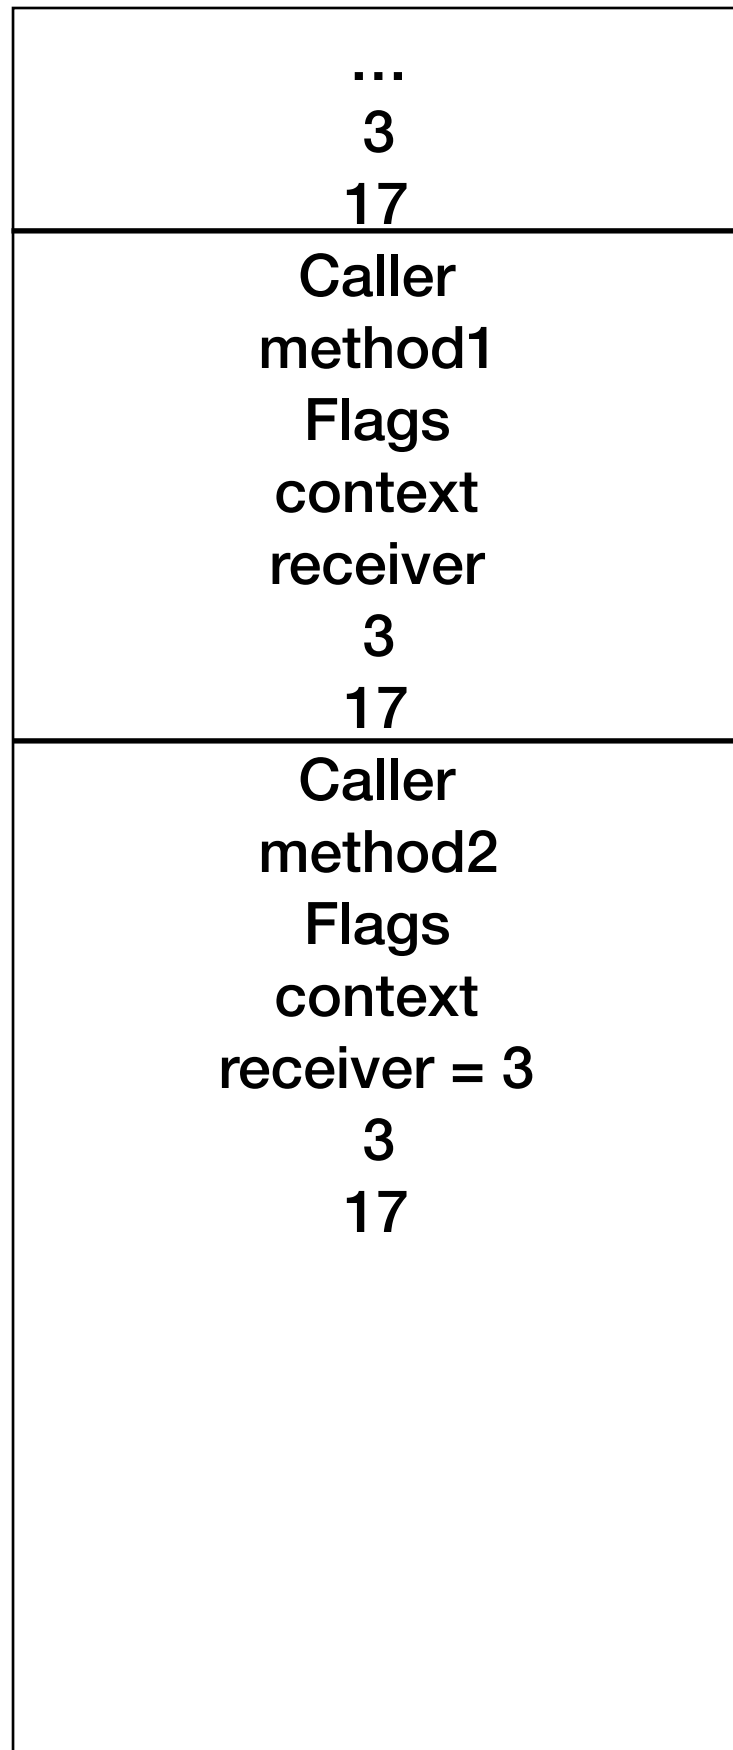 ...
3
17
Caller
method1
Flags
context
receiver
3
17
Caller
method2
Flags
context
receiver = 3
3
17